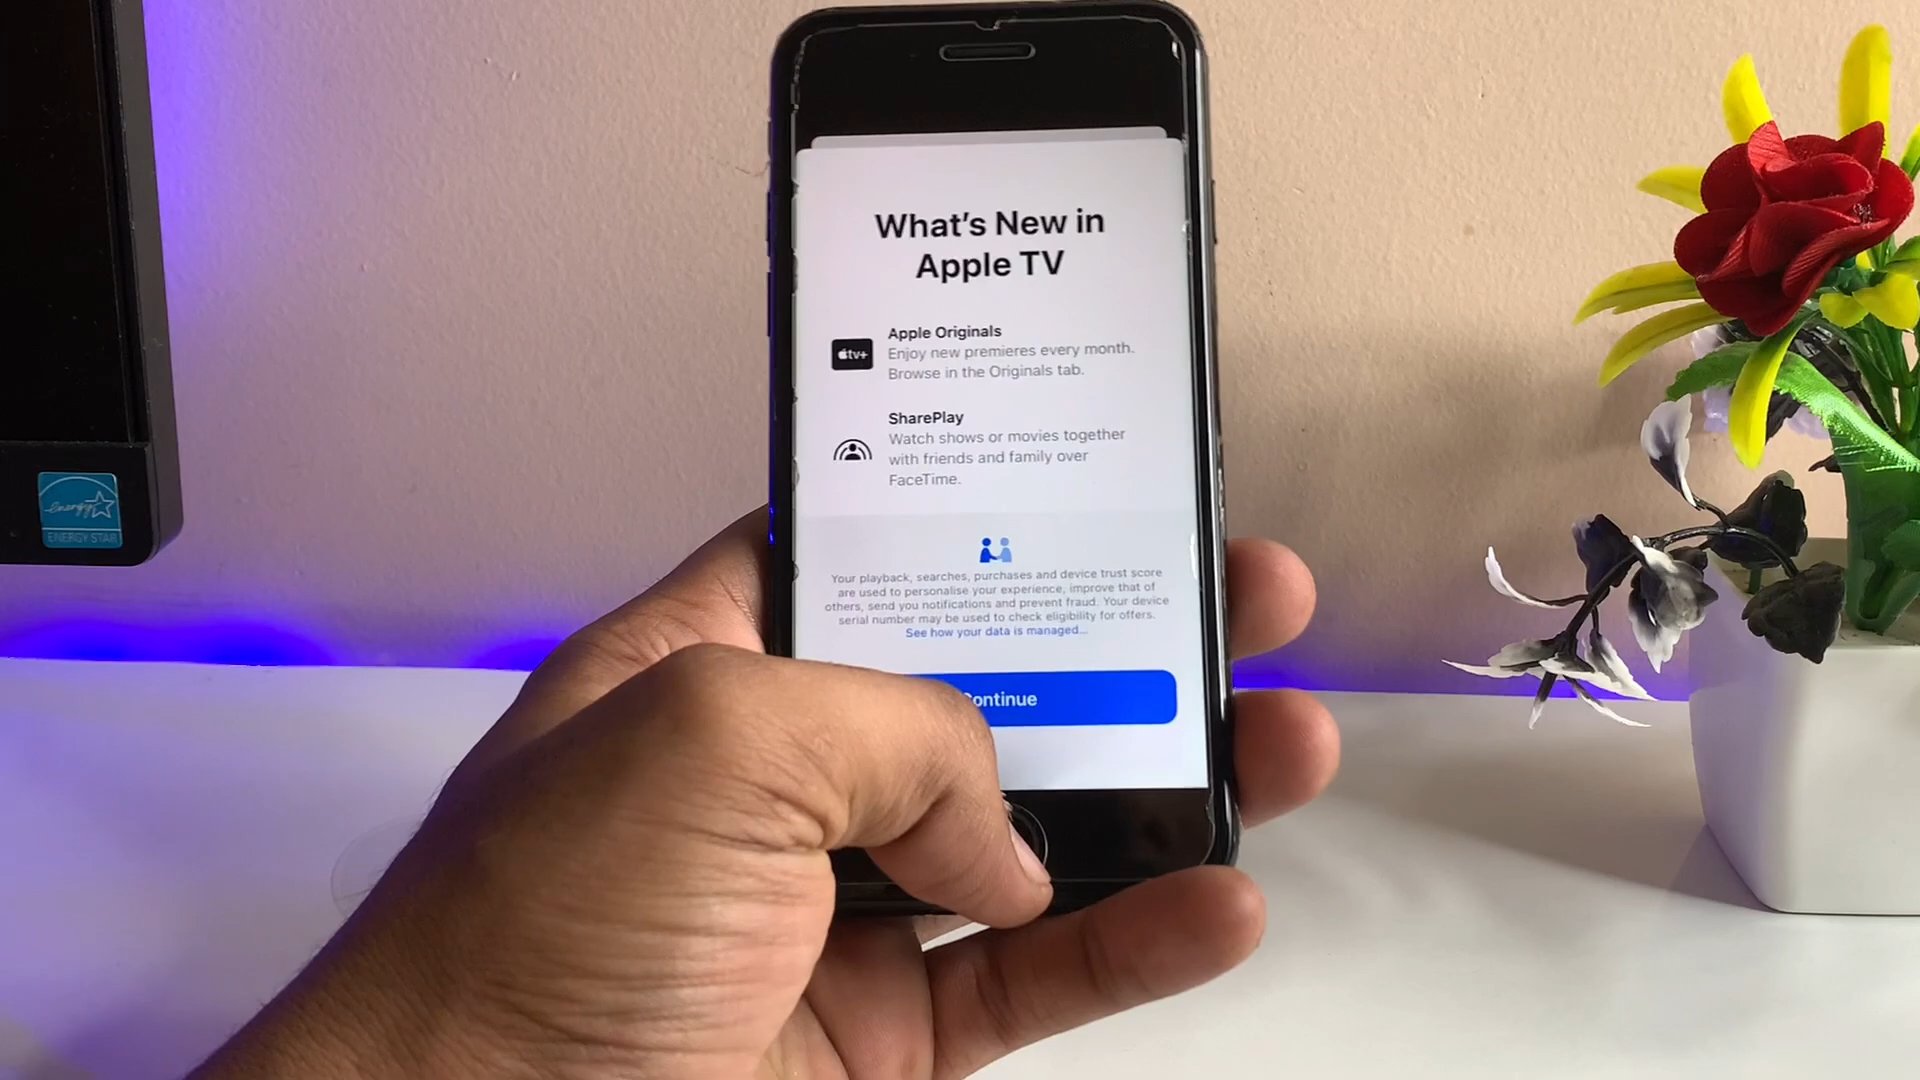 What's New in
Apple TV
tv+
Apple Originals
Enjoy new premieres every month.
Browse in the Originals tab.
SharePlay
Watch shows or movies together
with friends and family over
FaceTime.
Your playback, searches, purchases and device trust score
are used to personalise your experience, improve that of
others, send you notifications and prevent fraud. Your device
serial number may be used to check eligibility for offers.
See how your data is managed...
Continue
energy
ENERGY STAR